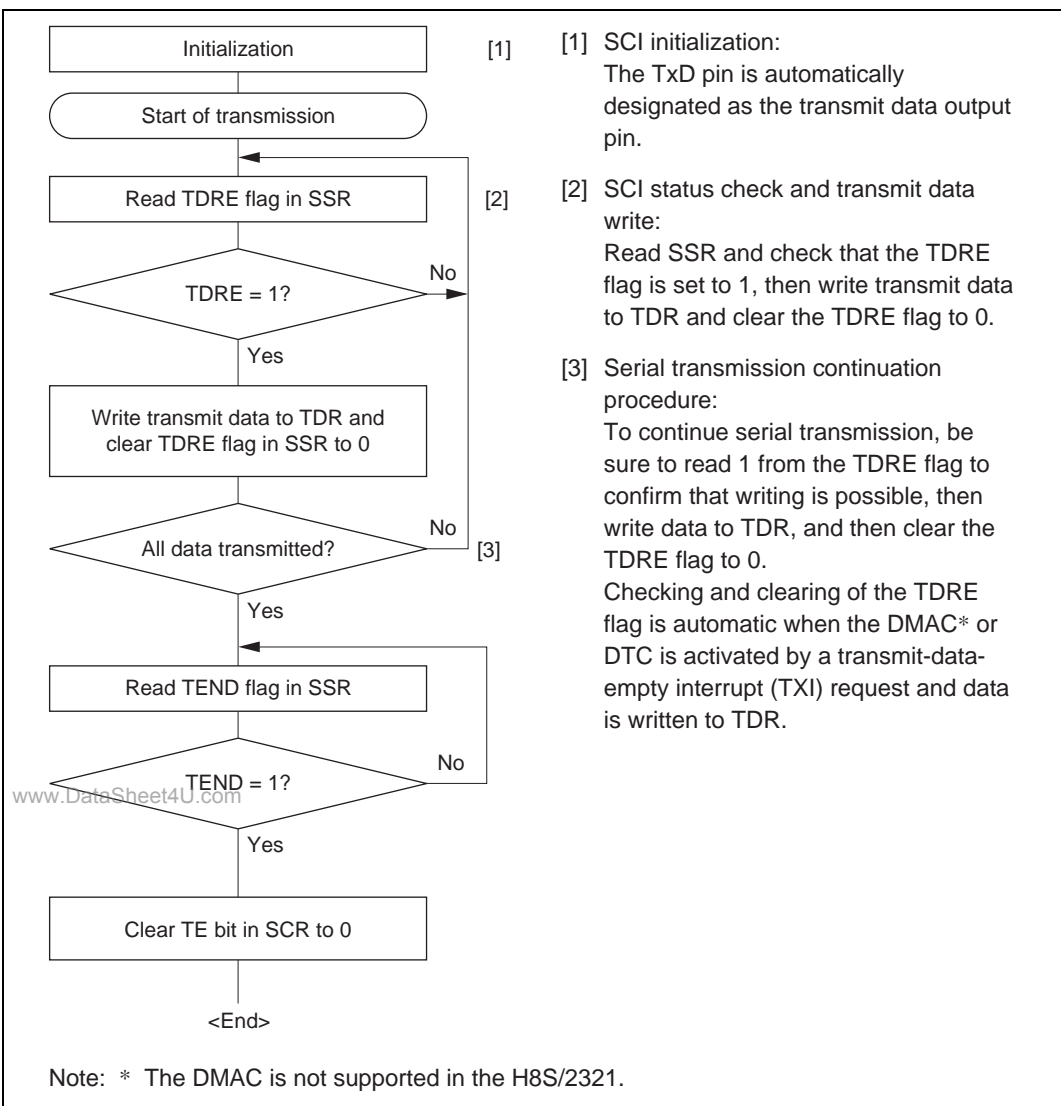 Initialization
[1]
Start of transmission
Read TDRE flag in SSR
[2]
No
TDRE = 1?
Yes
Write transmit data to TDR and
clear TDRE flag in SSR to 0
No
All data transmitted?
[3]
Yes
Read TEND flag in SSR
No
TEND = 1?
www.DataSheet4U.com
Yes
Clear TE bit in SCR to 0
<End>
[1] SCI initialization:
The TxD pin is automatically
designated as the transmit data output
pin.
[2] SCI status check and transmit data
write:
Read SSR and check that the TDRE
flag is set to 1, then write transmit data
to TDR and clear the TDRE flag to 0.
[3] Serial transmission continuation
procedure:
To continue serial transmission, be
sure to read 1 from the TDRE flag to
confirm that writing is possible, then
write data to TDR, and then clear the
TDRE flag to 0.
Checking and clearing of the TDRE
flag is automatic when the DMAC* or
DTC is activated by a transmit-data-
empty interrupt (TXI) request and data
is written to TDR.
Note: * The DMAC is not supported in the H8S/2321.